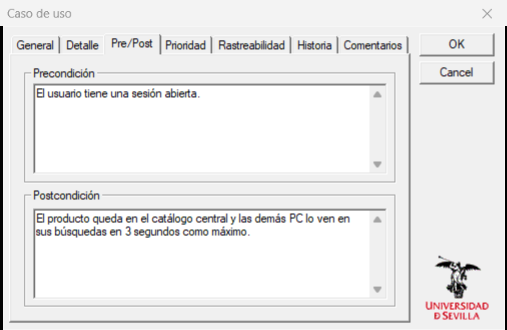 Caso de uso
General
Detalle
Pre/Post
Prioridad
Rastreabilidad
Historia
Comentarios
OK
Cancel
Precondición
El usuario tiene una sesión abierta.
Postcondición
El producto queda en el catálogo central y las demás PC lo ven en
sus búsquedas en 3 segundos como máximo.
UNIVERSIDAD
D SEVILLA